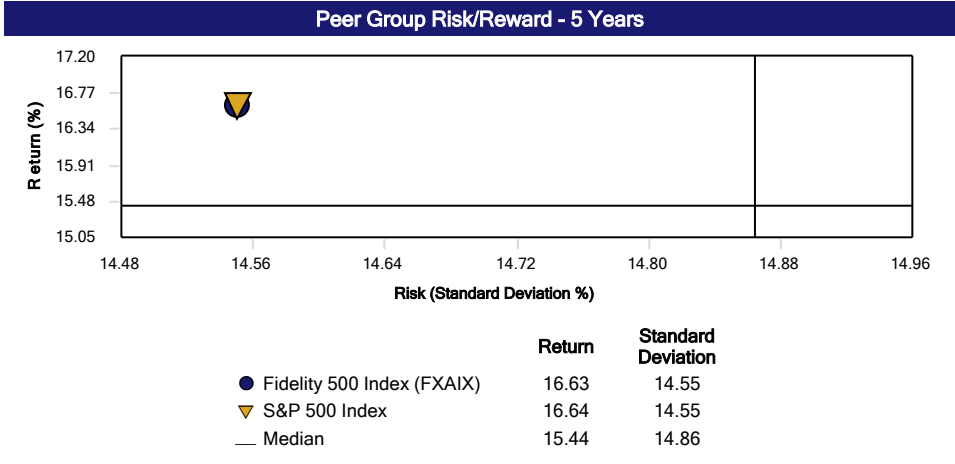 Peer Group Risk/Reward - 5 Years
17.20
16.77
16.34
15.91
15.48
15.05
R eturn (%)
14.48 14.56 14.64 14.72 14.80 14.88 14.96
Risk (Standard Deviation %)
Return Standard Deviation
Fidelity 500 Index (FXAIX) 16.63 14.55
S&P 500 Index 16.64 14.55
Median 15.44 14.86